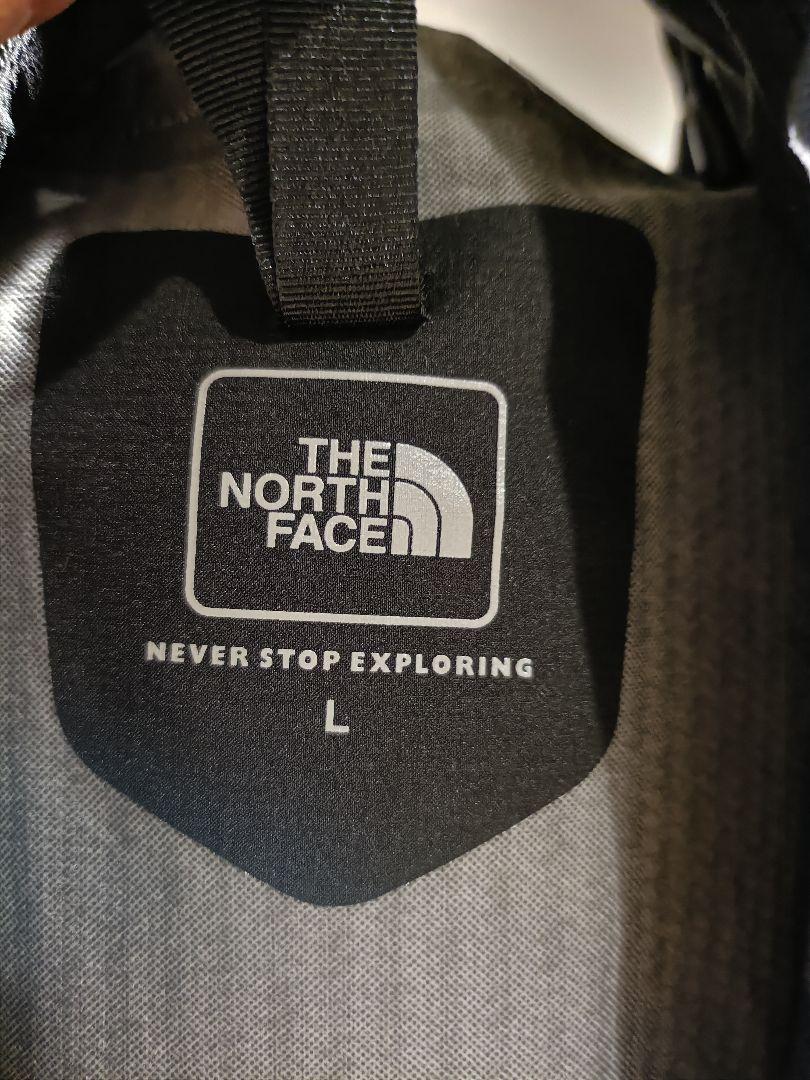 THE
NORTH
FACE
NEVER STOP EXPLORING
L